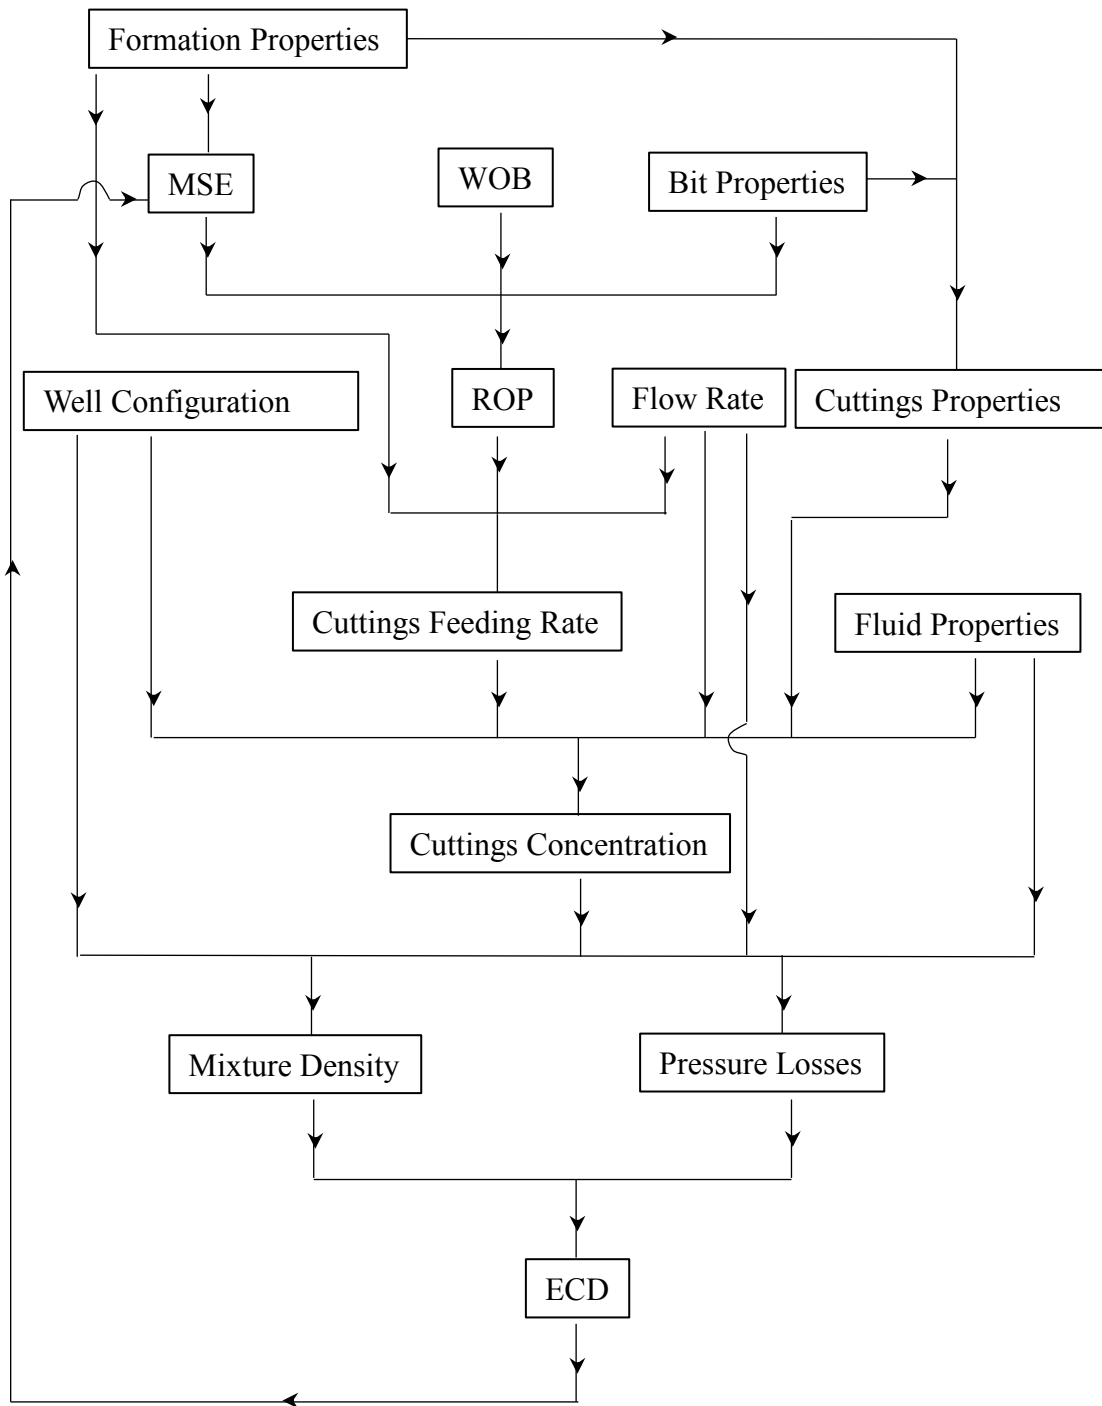 Formation Properties
MSE
WOB
Bit Properties
Well Configuration
ROP
Flow Rate
Cuttings Properties
Cuttings Feeding Rate
Fluid Properties
Cuttings Concentration
Mixture Density
Pressure Losses
ECD